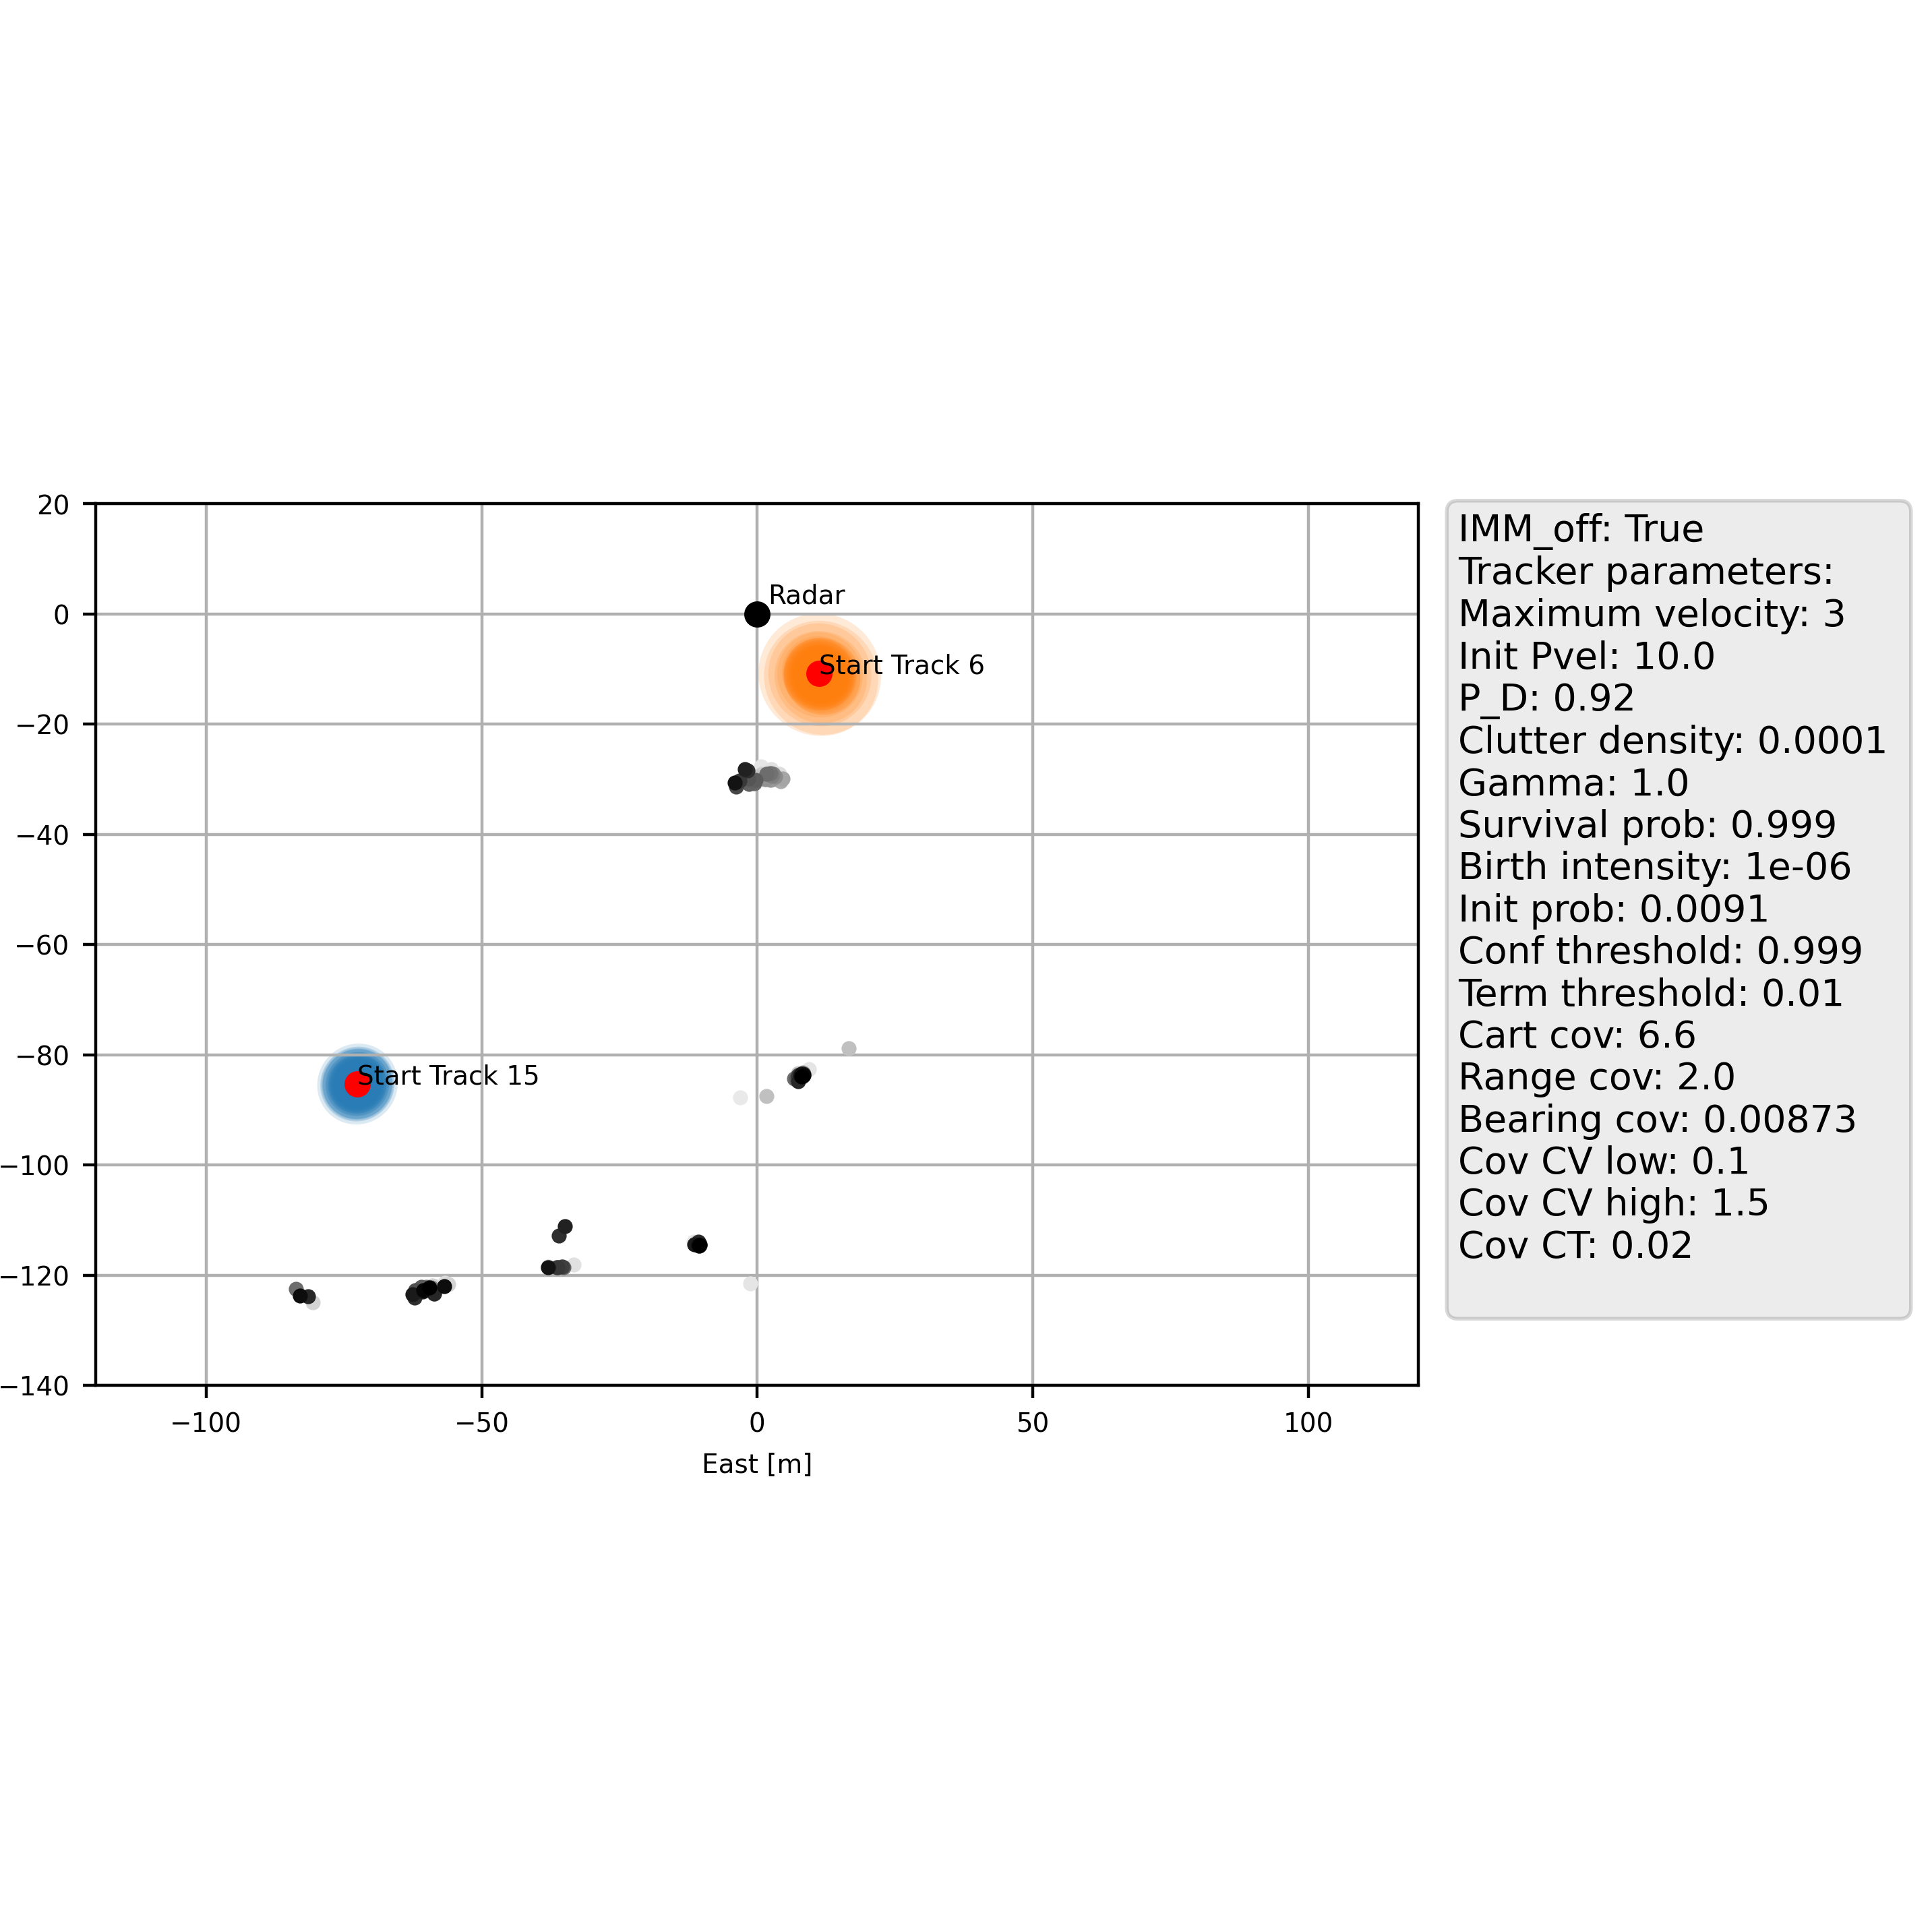 20
0
−20
−40
−60
−80
−100
−120
−140
−100
−50
0
50
100
East [m]
Radar
Start Track 6
Start Track 15
IMM_off: True
Tracker parameters:
Maximum velocity: 3
Init Pvel: 10.0
P_D: 0.92
Clutter density: 0.0001
Gamma: 1.0
Survival prob: 0.999
Birth intensity: 1e-06
Init prob: 0.0091
Conf threshold: 0.999
Term threshold: 0.01
Cart cov: 6.6
Range cov: 2.0
Bearing cov: 0.00873
Cov CV low: 0.1
Cov CV high: 1.5
Cov CT: 0.02